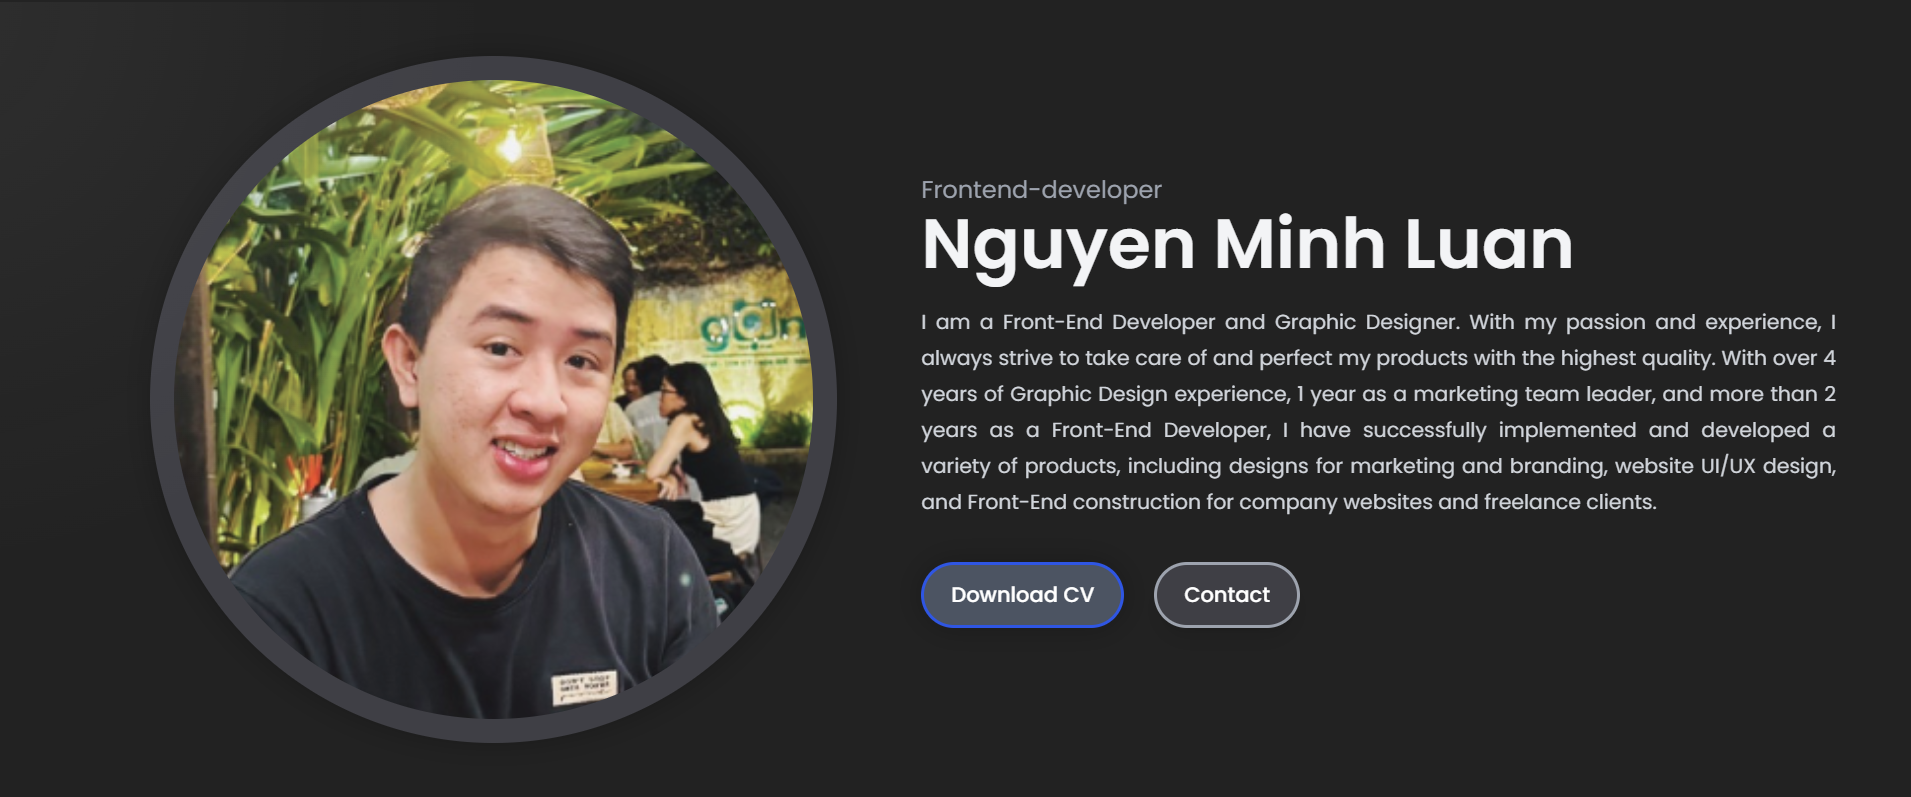 Frontend-developer
Nguyen Minh Luan
I am a Front-End Developer and Graphic Designer. With my passion and experience, I
always strive to take care of and perfect my products with the highest quality. With over 4
years of Graphic Design experience, 1 year as a marketing team leader, and more than 2
years as a Front-End Developer, I have successfully implemented and developed a
variety of products, including designs for marketing and branding, website UI/UX design,
and Front-End construction for company websites and freelance clients.
Download CV
Contact